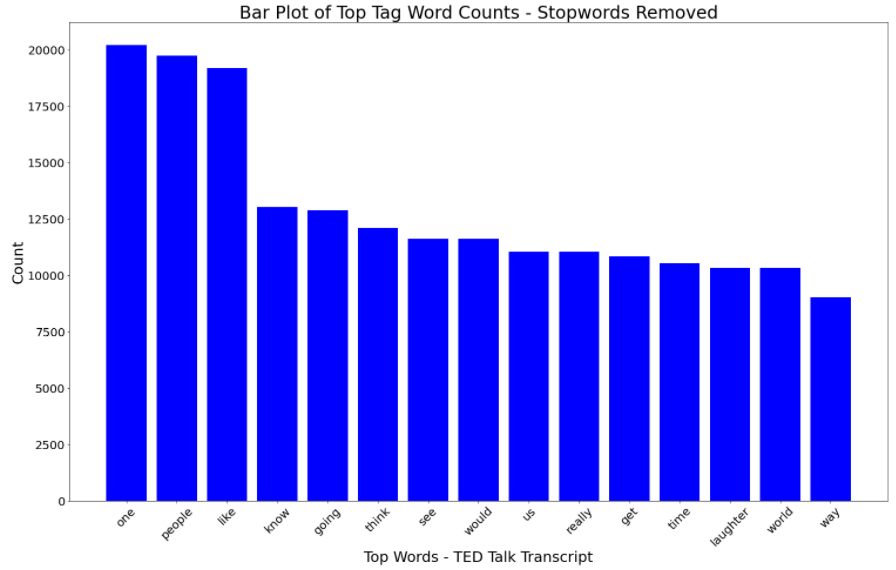 Bar Plot of Top Tag Word Counts - Stopwords Removed
20000
17500
15000
12500
10000
7500
5000
2500
0
Count
one people like know going think see would us really get time laughter world way
Top Words - TED Talk Transcript